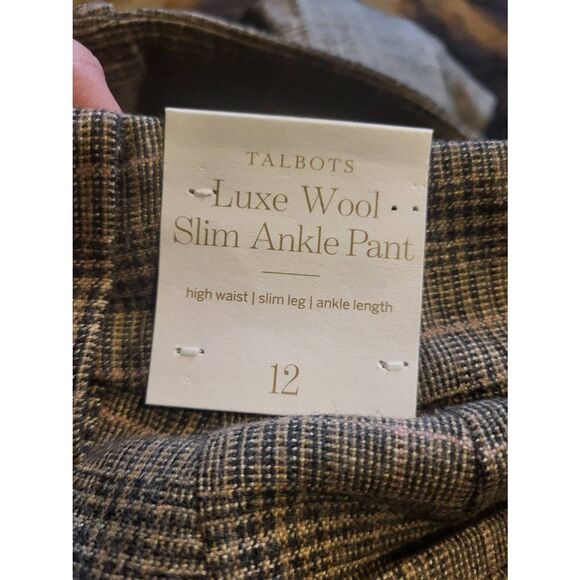 TALBOTS
Luxe Wool
Slim Ankle Pant
high waist | slim leg | ankle length
12